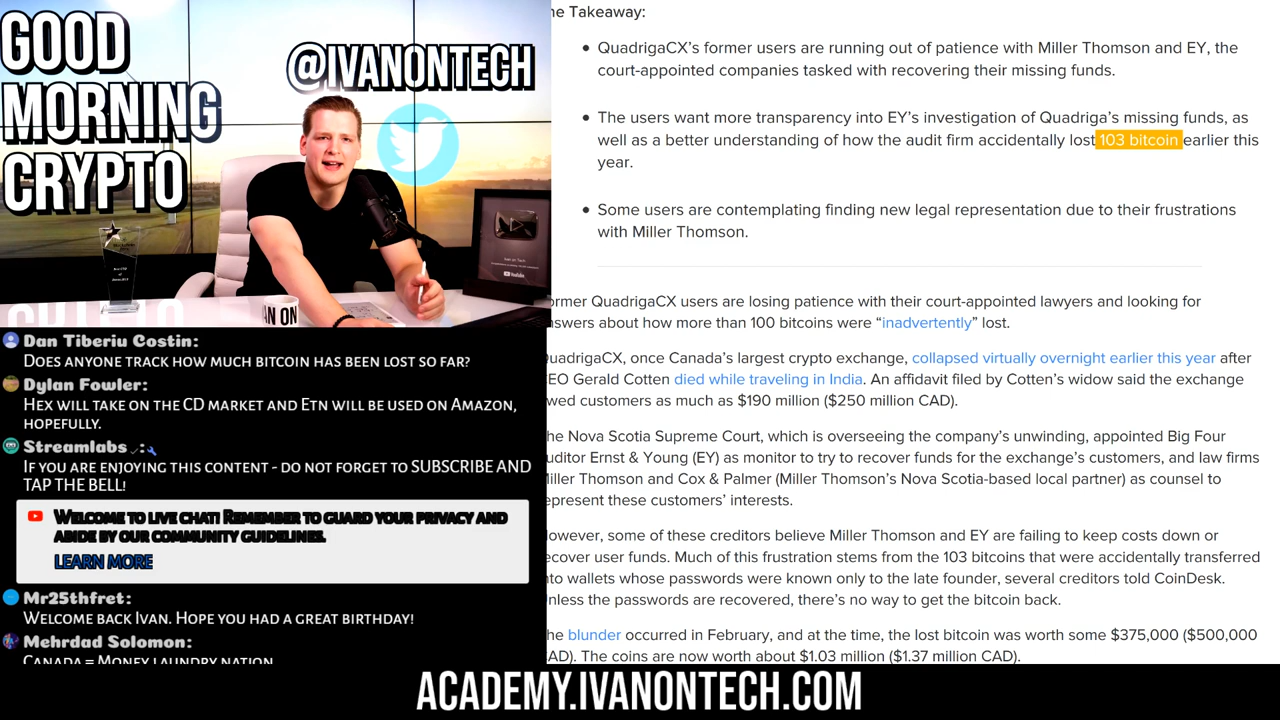 GOOD
MORNING
CRYPTO
@IVANONTECH
YouTube
AN ON
Dan Tiberiu Costin:
Does anyone track how much bitcoin has been lost so far?
Dylan Fowler:
Hex will take on the CD market and Etn will be used on Amazon,
hopefully.
Streamlabs
If you are enjoying this content - do not forget to SUBSCRIBE AND
TAP THE BELL!
Welcome to live chat! Remember to guard your privacy and
abide by our community guidelines.
LEARN MORE
Mr25thfret:
Welcome back Ivan. Hope you had a great birthday!
Mehrdad Solomon:
Canada = Money laundry nation
he Takeaway:
• QuadrigaCX's former users are running out of patience with Miller Thomson and EY, the
court-appointed companies tasked with recovering their missing funds.
• The users want more transparency into EY's investigation of Quadriga's missing funds, as
well as a better understanding of how the audit firm accidentally lost 103 bitcoin earlier this
year.
• Some users are contemplating finding new legal representation due to their frustrations
with Miller Thomson.
ormer QuadrigaCX users are losing patience with their court-appointed lawyers and looking for
nswers about how more than 100 bitcoins were “inadvertently” lost.
uadrigaCX, once Canada's largest crypto exchange, collapsed virtually overnight earlier this year after
EO Gerald Cotten died while traveling in India. An affidavit filed by Cotten's widow said the exchange
wed customers as much as $190 million ($250 million CAD).
he Nova Scotia Supreme Court, which is overseeing the company's unwinding, appointed Big Four
uditor Ernst & Young (EY) as monitor to try to recover funds for the exchange's customers, and law firms
iller Thomson and Cox & Palmer (Miller Thomson's Nova Scotia-based local partner) as counsel to
epresent these customers' interests.
owever, some of these creditors believe Miller Thomson and EY are failing to keep costs down or
ecover user funds. Much of this frustration stems from the 103 bitcoins that were accidentally transferred
nto wallets whose passwords were known only to the late founder, several creditors told CoinDesk.
nless the passwords are recovered, there's no way to get the bitcoin back.
he blunder occurred in February, and at the time, the lost bitcoin was worth some $375,000 ($500,000
AD). The coins are now worth about $1.03 million ($1.37 million CAD).
ACADEMY.IVANONTECH.COM